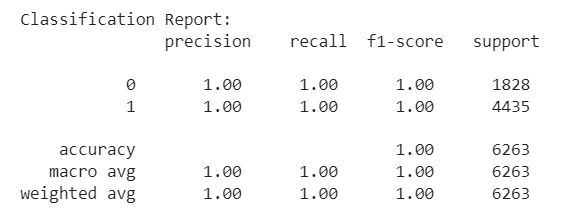 Classification Report:
precision recall f1-score support
0 1.00 1.00 1.00 1828
1 1.00 1.00 1.00 4435
accuracy 1.00 6263
macro avg 1.00 1.00 1.00 6263
weighted avg 1.00 1.00 1.00 6263